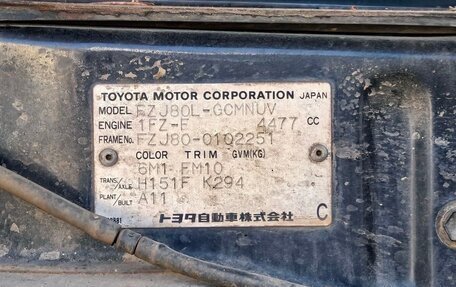 TOYOTA MOTOR CORPORATION JAPAN
MODEL FZJ80L-GCMNUV
ENGINE 1FZ-F 4477 CC
FRAME No. FZJ80-0102251
COLOR TRIM GVM(KG)
6M1 FM10
TRANS./AXLE H151F K294
PLANT/BUILT A11
トヨタ自動車株式会社 C